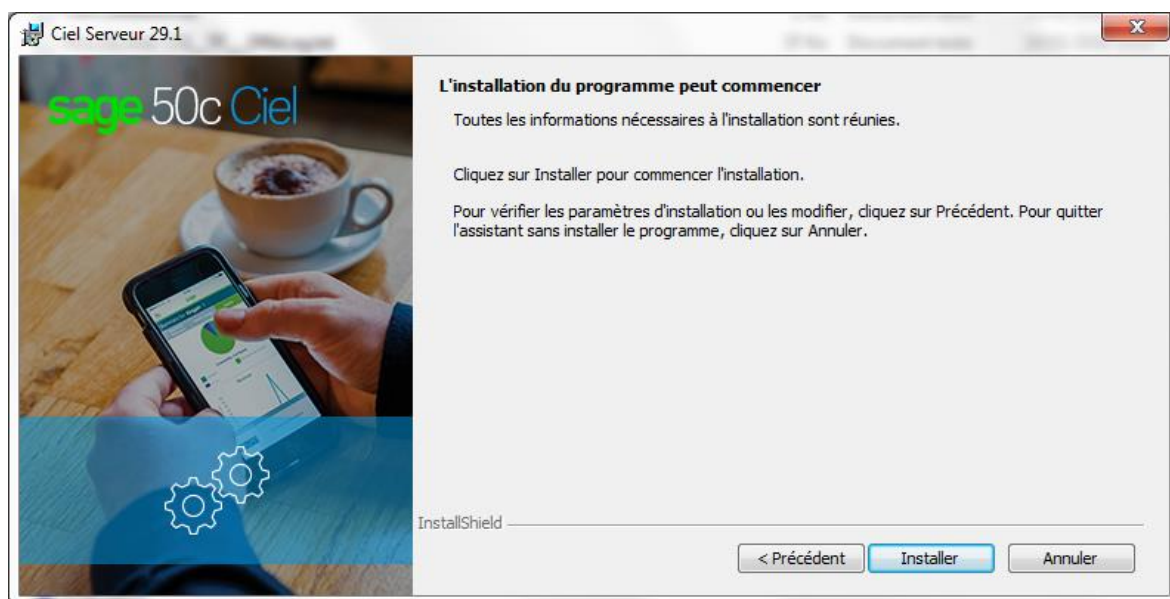 Ciel Serveur 29.1
sage 50c Ciel
L'installation du programme peut commencer
Toutes les informations nécessaires à l'installation sont réunies.
Cliquez sur Installer pour commencer l'installation.
Pour vérifier les paramètres d'installation ou les modifier, cliquez sur Précédent. Pour quitter
l'assistant sans installer le programme, cliquez sur Annuler.
InstallShield
< Précédent Installer Annuler